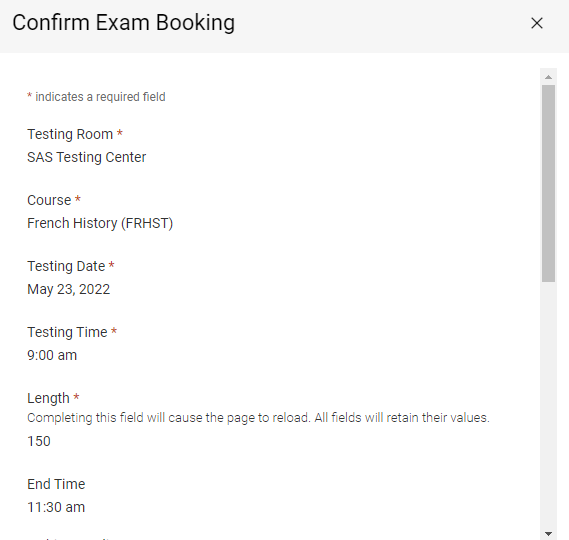 Confirm Exam Booking
* indicates a required field
Testing Room *
SAS Testing Center
Course *
French History (FRHST)
Testing Date *
May 23, 2022
Testing Time *
9:00 am
Length *
Completing this field will cause the page to reload. All fields will retain their values.
150
End Time
11:30 am